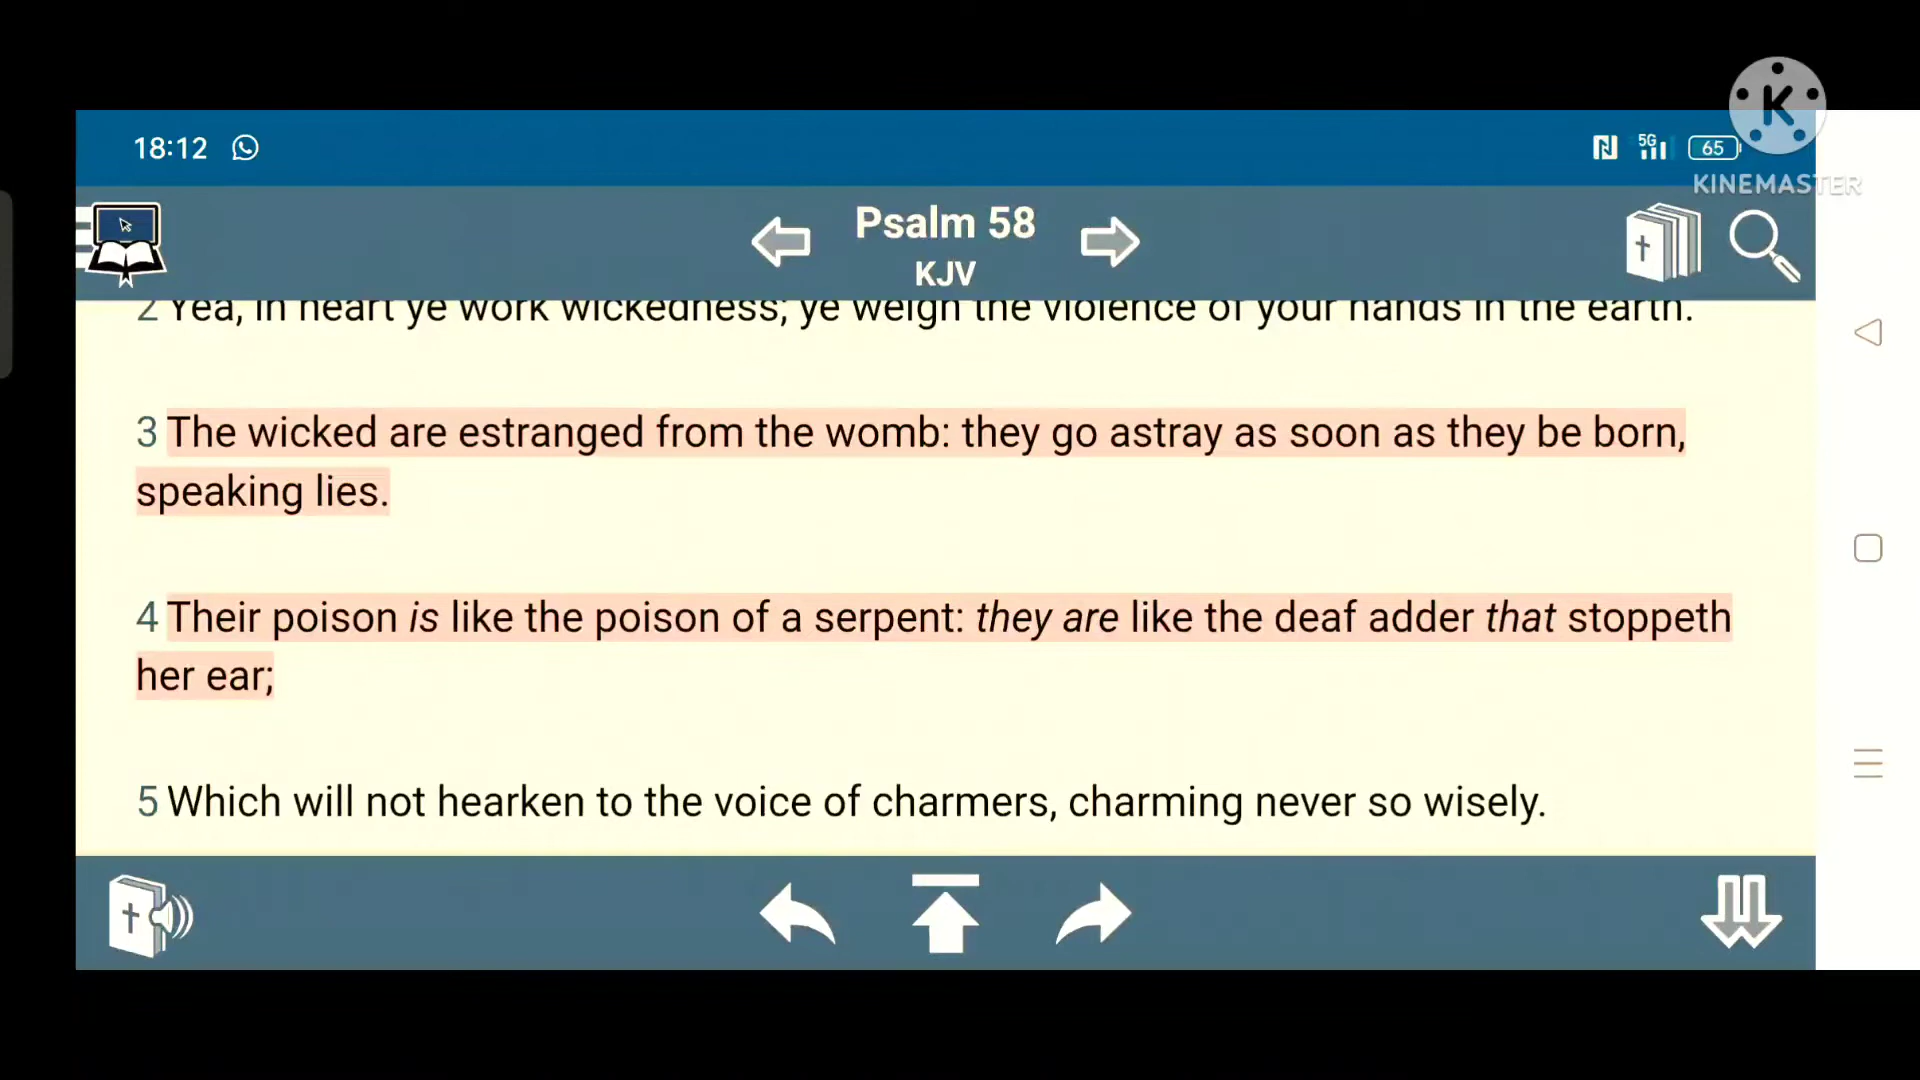 18:12
5G
65
KINEMASTER
Psalm 58
KJV
2 Yea, in heart ye work wickedness; ye weigh the violence of your hands in the earth.
3 The wicked are estranged from the womb: they go astray as soon as they be born,
speaking lies.
4 Their poison is like the poison of a serpent: they are like the deaf adder that stoppeth
her ear;
5 Which will not hearken to the voice of charmers, charming never so wisely.